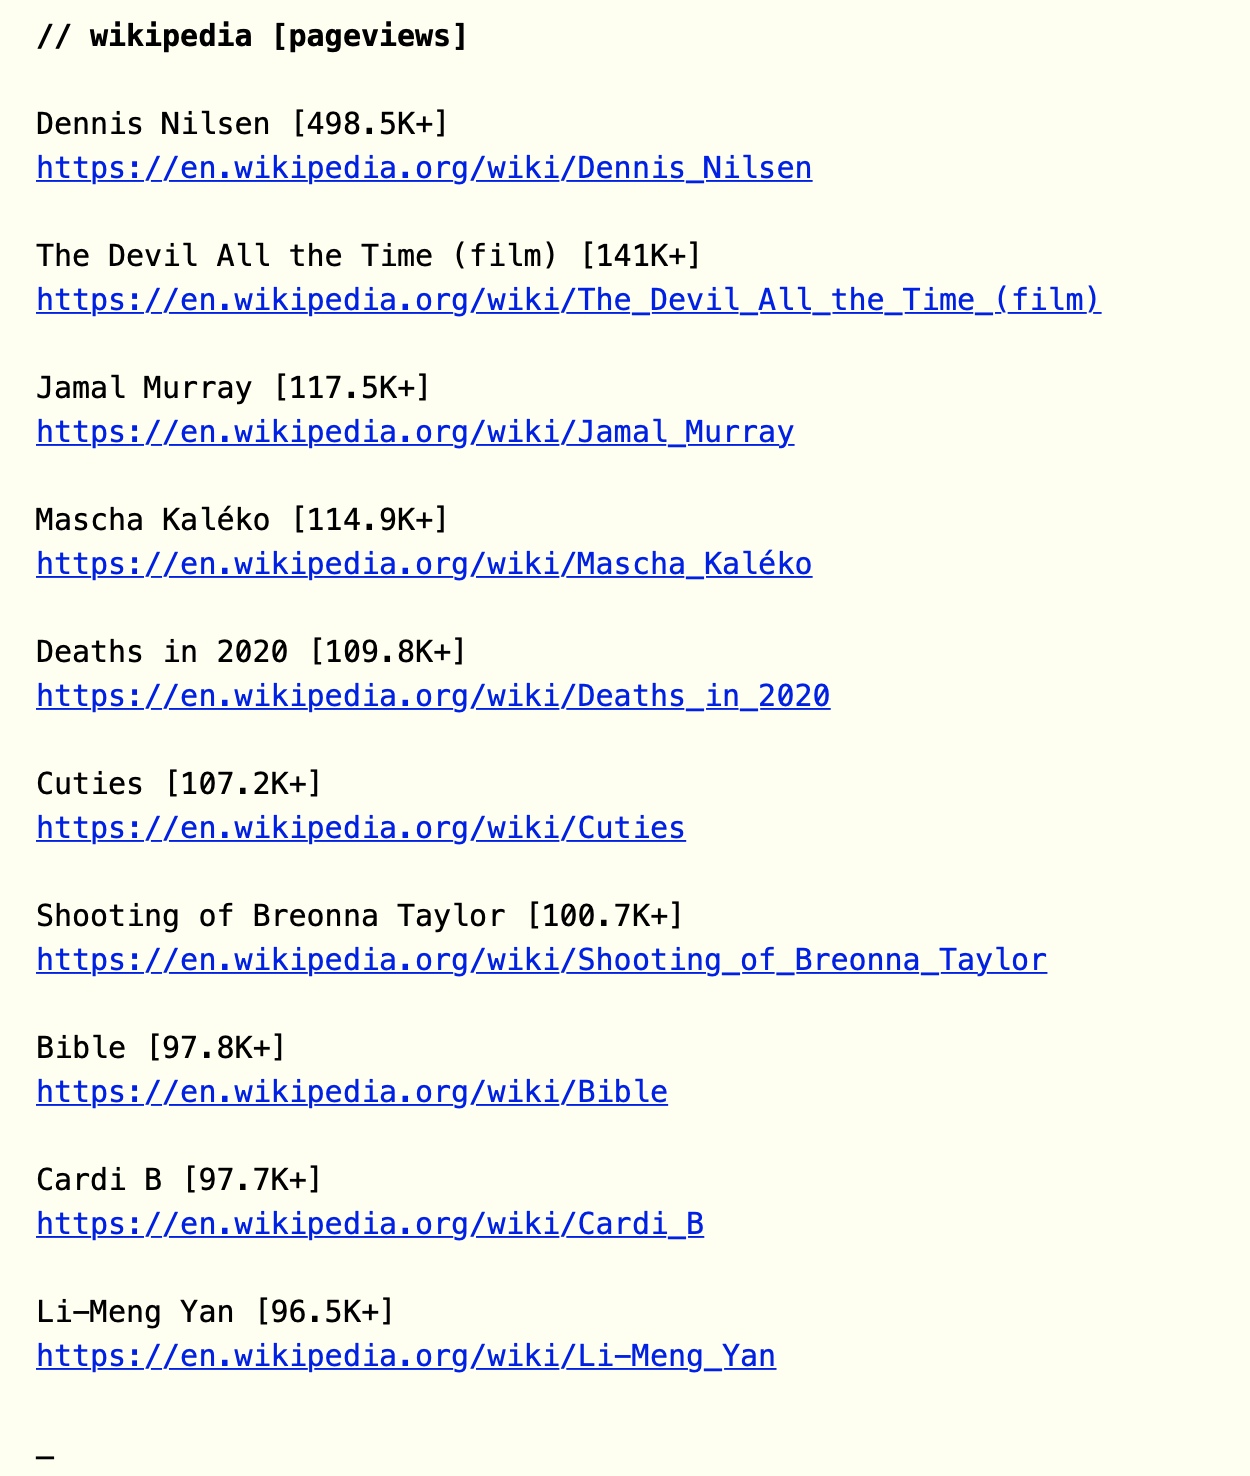 // wikipedia [pageviews]
Dennis Nilsen [498.5K+]
https://en.wikipedia.org/wiki/Dennis_Nilsen
The Devil All the Time (film) [141K+]
https://en.wikipedia.org/wiki/The_Devil_All_the_Time_(film)
Jamal Murray [117.5K+]
https://en.wikipedia.org/wiki/Jamal_Murray
Mascha Kaléko [114.9K+]
https://en.wikipedia.org/wiki/Mascha_Kaléko
Deaths in 2020 [109.8K+]
https://en.wikipedia.org/wiki/Deaths_in_2020
Cuties [107.2K+]
https://en.wikipedia.org/wiki/Cuties
Shooting of Breonna Taylor [100.7K+]
https://en.wikipedia.org/wiki/Shooting_of_Breonna_Taylor
Bible [97.8K+]
https://en.wikipedia.org/wiki/Bible
Cardi B [97.7K+]
https://en.wikipedia.org/wiki/Cardi_B
Li–Meng Yan [96.5K+]
https://en.wikipedia.org/wiki/Li–Meng_Yan
_